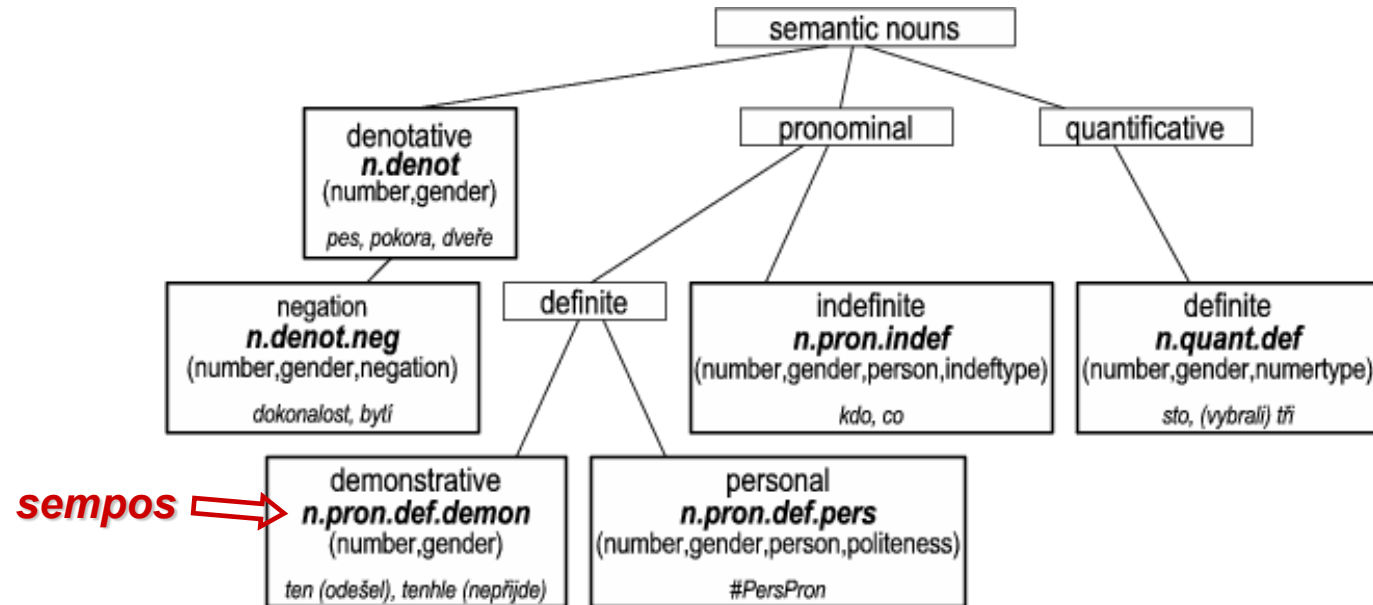 semantic nouns
denotative
n.denot
(number,gender)
pes, pokora, dveře
pronominal
quantificative
negation
n.denot.neg
(number,gender,negation)
dokonalost, bytí
definite
indefinite
n.pron.indef
(number,gender,person,indeftype)
kdo, co
definite
n.quant.def
(number,gender,numertype)
sto, (vybrali) tři
sempos
demonstrative
n.pron.def.demon
(number,gender)
ten (odešel), tenhle (nepřijde)
personal
n.pron.def.pers
(number,gender,person,politeness)
#PersPron